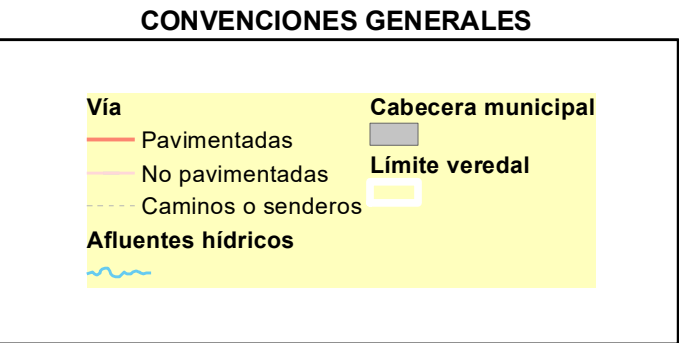 CONVENCIONES GENERALES
Vía
Pavimentadas
No pavimentadas
Caminos o senderos
Afluentes hídricos
Cabecera municipal
Límite veredal